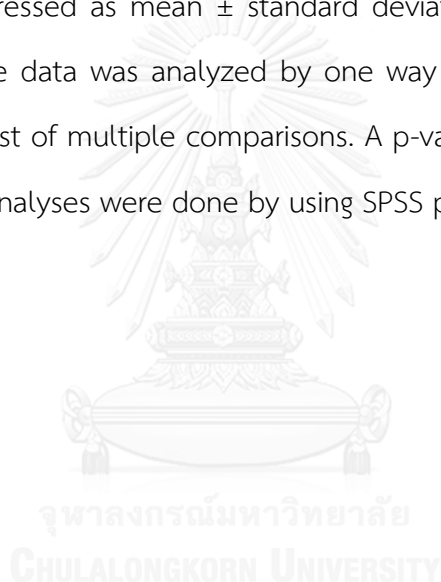 ressed as mean ± standard deviat
e data was analyzed by one way
st of multiple comparisons. A p-va
nalyses were done by using SPSS p
จุฬาลงกรณ์มหาวิทยาลัย
CHULALONGKORN UNIVERSITY